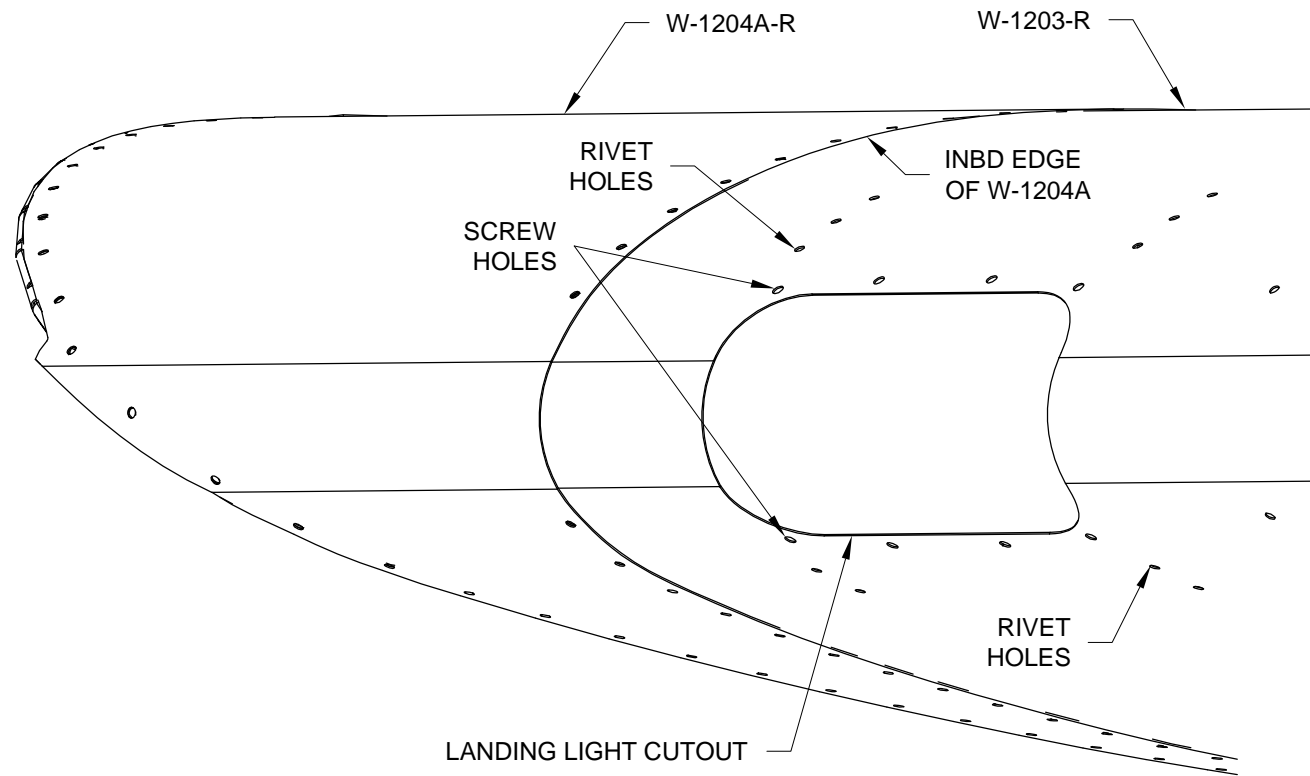 W-1204A-R
W-1203-R
RIVET
HOLES
INBD EDGE
OF W-1204A
SCREW
HOLES
RIVET
HOLES
LANDING LIGHT CUTOUT